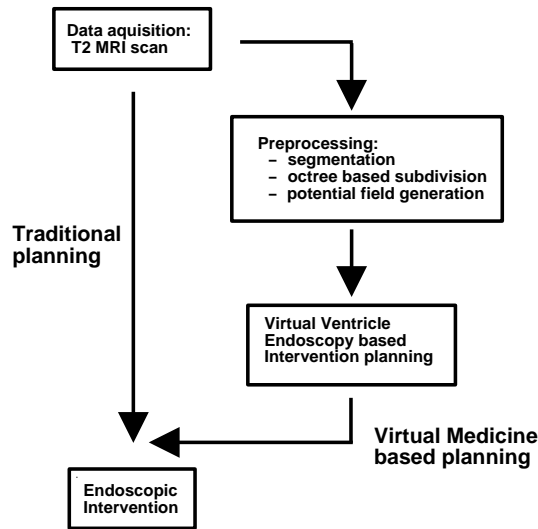 Data aquisition:
T2 MRI scan
Preprocessing:
– segmentation
– octree based subdivision
– potential field generation
Traditional
planning
Virtual Ventricle
Endoscopy based
Intervention planning
Virtual Medicine
based planning
Endoscopic
Intervention